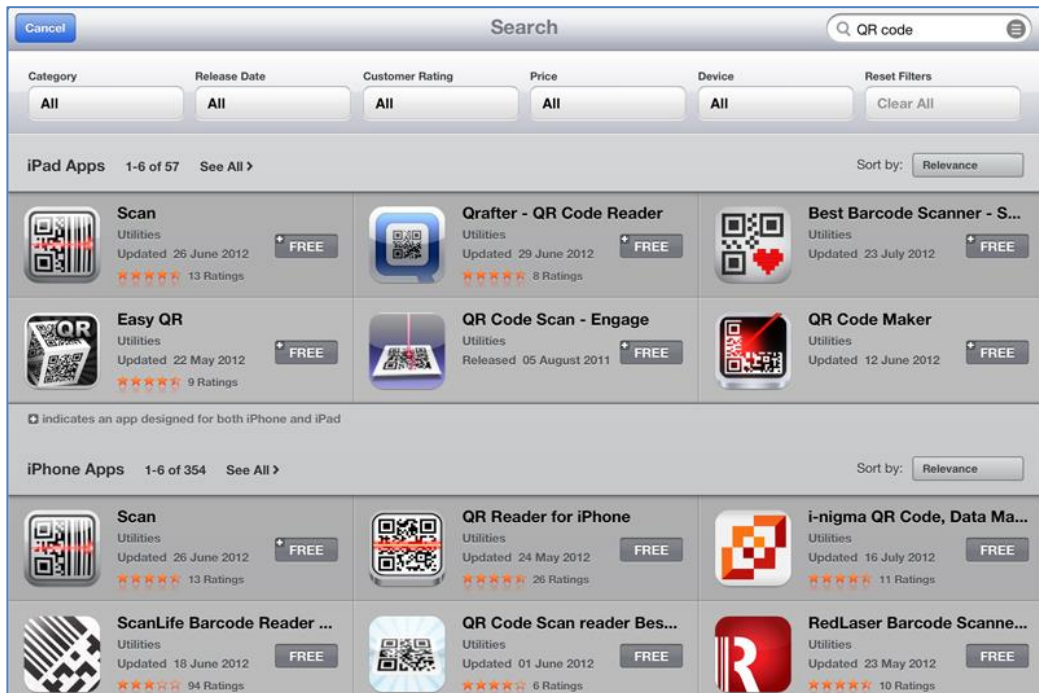 Cancel
Search
QR code
Category
Release Date
Customer Rating
Price
Device
Reset Filters
All
All
All
All
All
Clear All
iPad Apps 1-6 of 57 See All >
Sort by: Relevance
Scan
Utilities
Updated 26 June 2012
FREE
13 Ratings
Qrafter - QR Code Reader
Utilities
Updated 29 June 2012
FREE
8 Ratings
Best Barcode Scanner - S...
Utilities
Updated 23 July 2012
FREE
QR
Easy QR
Utilities
Updated 22 May 2012
FREE
9 Ratings
QR Code Scan - Engage
Utilities
Released 05 August 2011
FREE
QR Code Maker
Utilities
Updated 12 June 2012
FREE
indicates an app designed for both iPhone and iPad
iPhone Apps 1-6 of 354 See All >
Sort by: Relevance
Scan
Utilities
Updated 26 June 2012
FREE
13 Ratings
QR Reader for iPhone
Utilities
Updated 24 May 2012
FREE
26 Ratings
i-nigma QR Code, Data Ma...
Utilities
Updated 16 July 2012
FREE
11 Ratings
ScanLife Barcode Reader ...
Utilities
Updated 18 June 2012
FREE
94 Ratings
QR Code Scan reader Bes...
Utilities
Updated 01 June 2012
FREE
6 Ratings
R
RedLaser Barcode Scanne...
Utilities
Updated 23 May 2012
FREE
10 Ratings